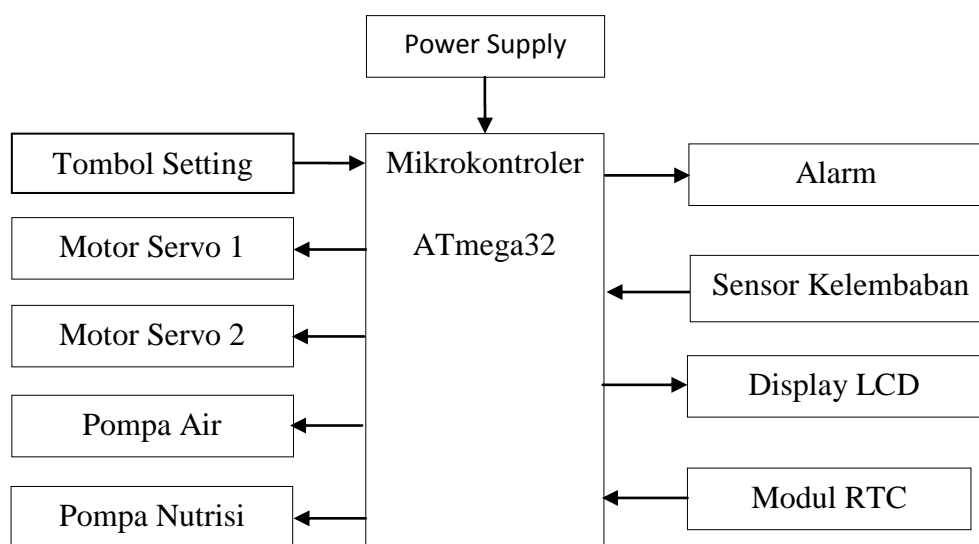 Power Supply
Tombol Setting
Motor Servo 1
Motor Servo 2
Pompa Air
Pompa Nutrisi
Mikrokontroler
ATmega32
Alarm
Sensor Kelembaban
Display LCD
Modul RTC